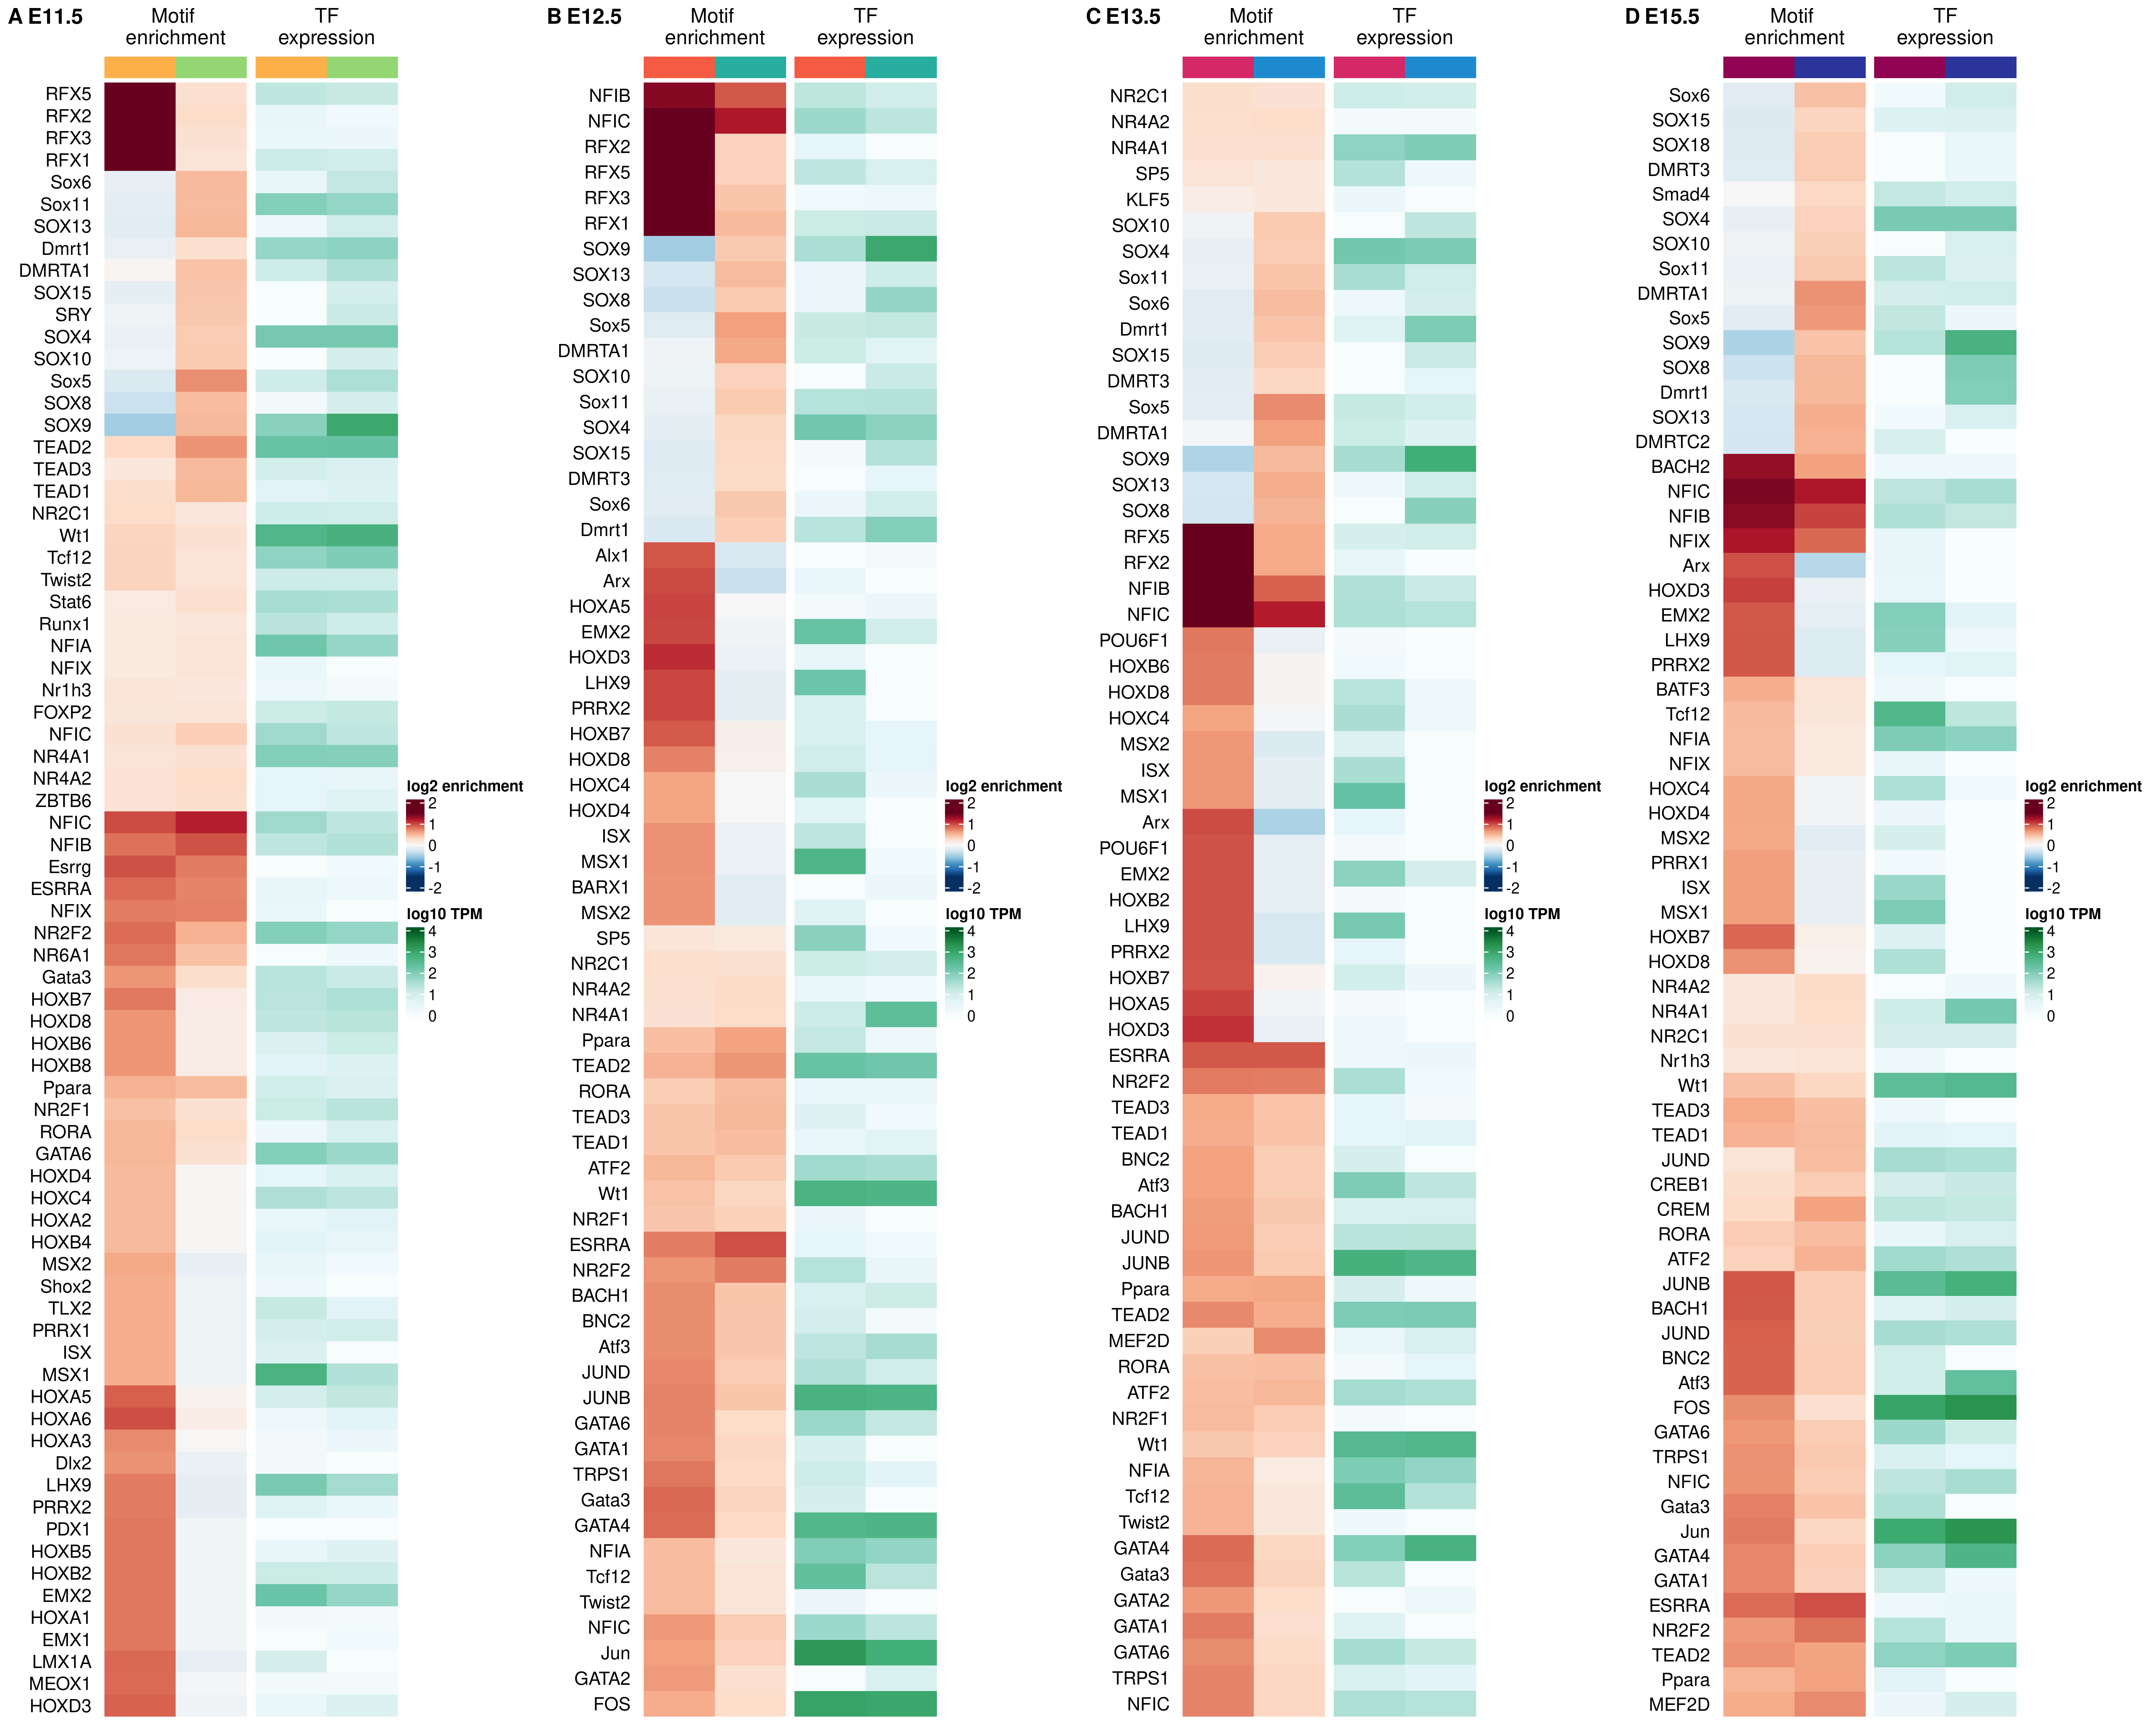 A E11.5
Motif
enrichment
TF
expression
RFX5
RFX2
RFX3
RFX1
Sox6
Sox11
SOX13
Dmrt1
DMRTA1
SOX15
SRY
SOX4
SOX10
Sox5
SOX8
SOX9
TEAD2
TEAD3
TEAD1
NR2C1
Wt1
Tcf12
Twist2
Stat6
Runx1
NFIA
NFIX
Nr1h3
FOXP2
NFIC
NR4A1
NR4A2
ZBTB6
NFIC
NFIB
Esrrg
ESRRA
NFIX
NR2F2
NR6A1
Gata3
HOXB7
HOXD8
HOXB6
HOXB8
Ppara
NR2F1
RORA
GATA6
HOXD4
HOXC4
HOXA2
HOXB4
MSX2
Shox2
TLX2
PRRX1
ISX
MSX1
HOXA5
HOXA6
HOXA3
Dlx2
LHX9
PRRX2
PDX1
HOXB5
HOXB2
EMX2
HOXA1
EMX1
LMX1A
MEOX1
HOXD3
log2 enrichment
2
1
0
-1
-2
log10 TPM
4
3
2
1
0
B E12.5
Motif
enrichment
TF
expression
NFIB
NFIC
RFX2
RFX5
RFX3
RFX1
SOX9
SOX13
SOX8
Sox5
DMRTA1
SOX10
Sox11
SOX4
SOX15
DMRT3
Sox6
Dmrt1
Alx1
Arx
HOXA5
EMX2
HOXD3
LHX9
PRRX2
HOXB7
HOXD8
HOXC4
HOXD4
ISX
MSX1
BARX1
MSX2
SP5
NR2C1
NR4A2
NR4A1
Ppara
TEAD2
RORA
TEAD3
TEAD1
ATF2
Wt1
NR2F1
ESRRA
NR2F2
BACH1
BNC2
Atf3
JUND
JUNB
GATA6
GATA1
TRPS1
Gata3
GATA4
NFIA
Tcf12
Twist2
NFIC
Jun
GATA2
FOS
log2 enrichment
2
1
0
-1
-2
log10 TPM
4
3
2
1
0
C E13.5
Motif
enrichment
TF
expression
NR2C1
NR4A2
NR4A1
SP5
KLF5
SOX10
SOX4
Sox11
Sox6
Dmrt1
SOX15
DMRT3
Sox5
DMRTA1
SOX9
SOX13
SOX8
RFX5
RFX2
NFIB
NFIC
POU6F1
HOXB6
HOXD8
HOXC4
MSX2
ISX
MSX1
Arx
POU6F1
EMX2
HOXB2
LHX9
PRRX2
HOXB7
HOXA5
HOXD3
ESRRA
NR2F2
TEAD3
TEAD1
BNC2
Atf3
BACH1
JUND
JUNB
Ppara
TEAD2
MEF2D
RORA
ATF2
NR2F1
Wt1
NFIA
Tcf12
Twist2
GATA4
Gata3
GATA2
GATA1
GATA6
TRPS1
NFIC
log2 enrichment
2
1
0
-1
-2
log10 TPM
4
3
2
1
0
D E15.5
Motif
enrichment
TF
expression
Sox6
SOX15
SOX18
DMRT3
Smad4
SOX4
SOX10
Sox11
DMRTA1
Sox5
SOX9
SOX8
Dmrt1
SOX13
DMRTC2
BACH2
NFIC
NFIB
NFIX
Arx
HOXD3
EMX2
LHX9
PRRX2
BATF3
Tcf12
NFIA
NFIX
HOXC4
HOXD4
MSX2
PRRX1
ISX
MSX1
HOXB7
HOXD8
NR4A2
NR4A1
NR2C1
Nr1h3
Wt1
TEAD3
TEAD1
JUND
CREB1
CREM
RORA
ATF2
JUNB
BACH1
JUND
BNC2
Atf3
FOS
GATA6
TRPS1
NFIC
Gata3
Jun
GATA4
GATA1
ESRRA
NR2F2
TEAD2
Ppara
MEF2D
log2 enrichment
2
1
0
-1
-2
log10 TPM
4
3
2
1
0